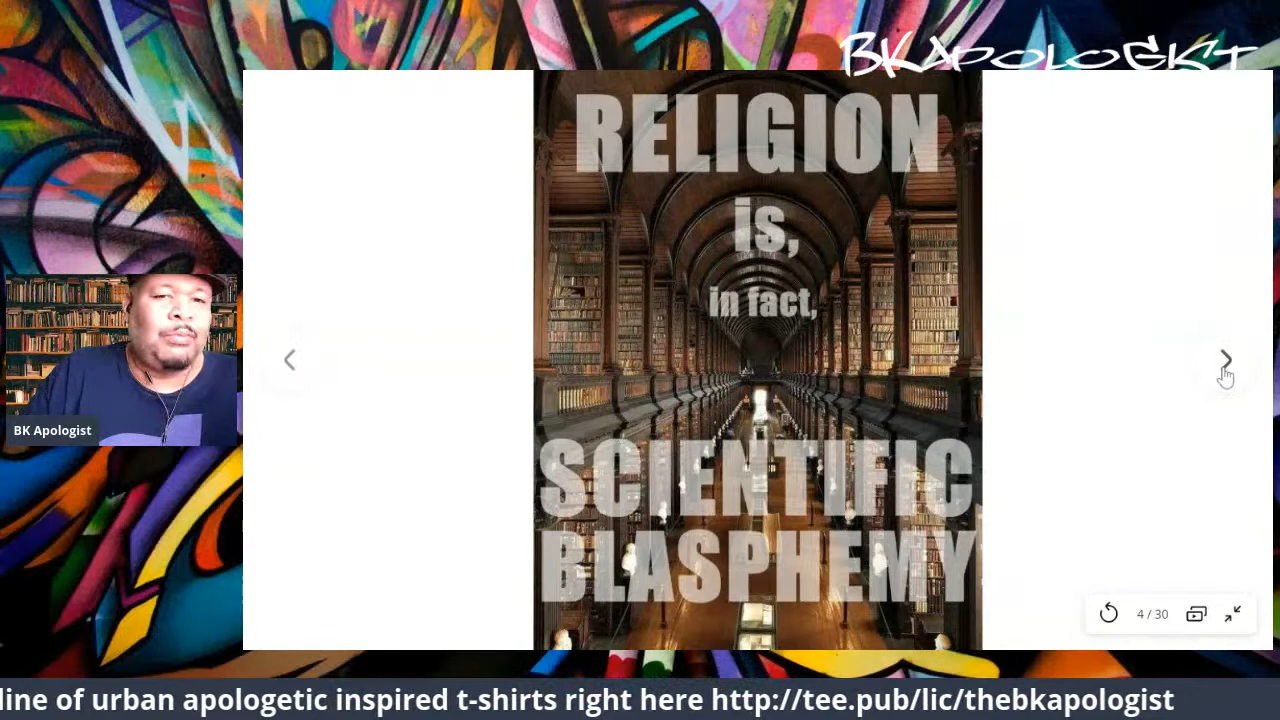 BKAPOLOGIST
RELIGION
is,
in fact,
SCIENTIFIC
BLASPHEMY
BK Apologist
4 / 30
line of urban apologetic inspired t-shirts right here http://tee.pub/lic/thebkapologist